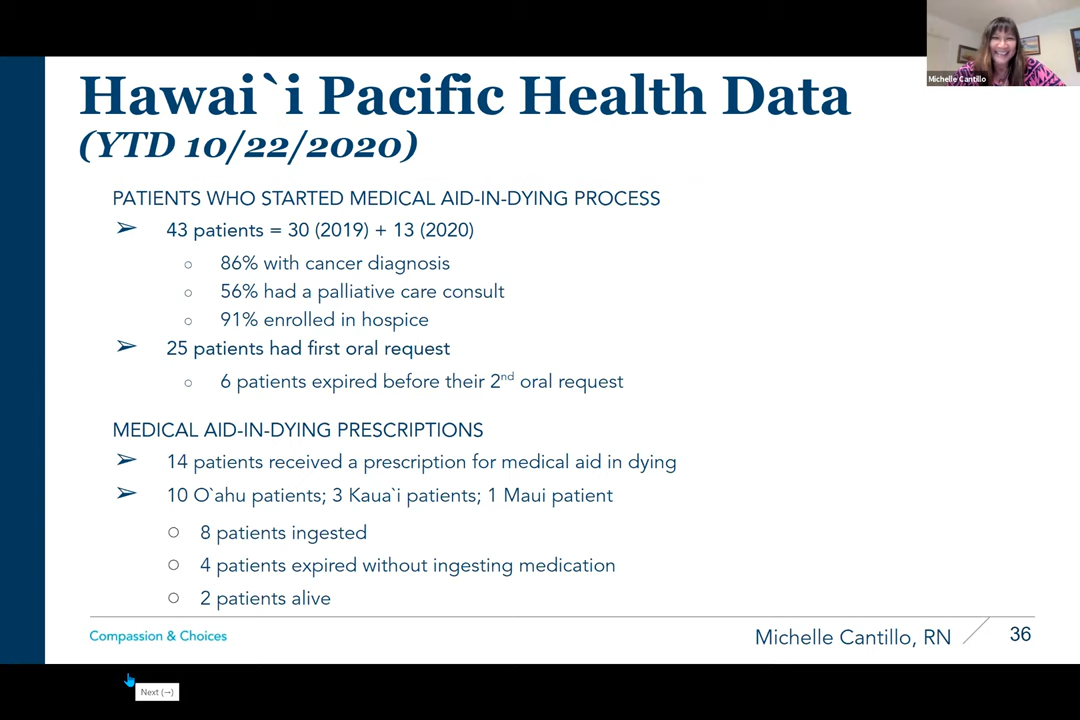 Michelle Cantillo
Hawai`i Pacific Health Data
(YTD 10/22/2020)
PATIENTS WHO STARTED MEDICAL AID-IN-DYING PROCESS
➢ 43 patients = 30 (2019) + 13 (2020)
○ 86% with cancer diagnosis
○ 56% had a palliative care consult
○ 91% enrolled in hospice
➢ 25 patients had first oral request
○ 6 patients expired before their 2nd oral request
MEDICAL AID-IN-DYING PRESCRIPTIONS
➢ 14 patients received a prescription for medical aid in dying
➢ 10 O`ahu patients; 3 Kaua`i patients; 1 Maui patient
○ 8 patients ingested
○ 4 patients expired without ingesting medication
○ 2 patients alive
Compassion & Choices
Michelle Cantillo, RN
36
Next (→)